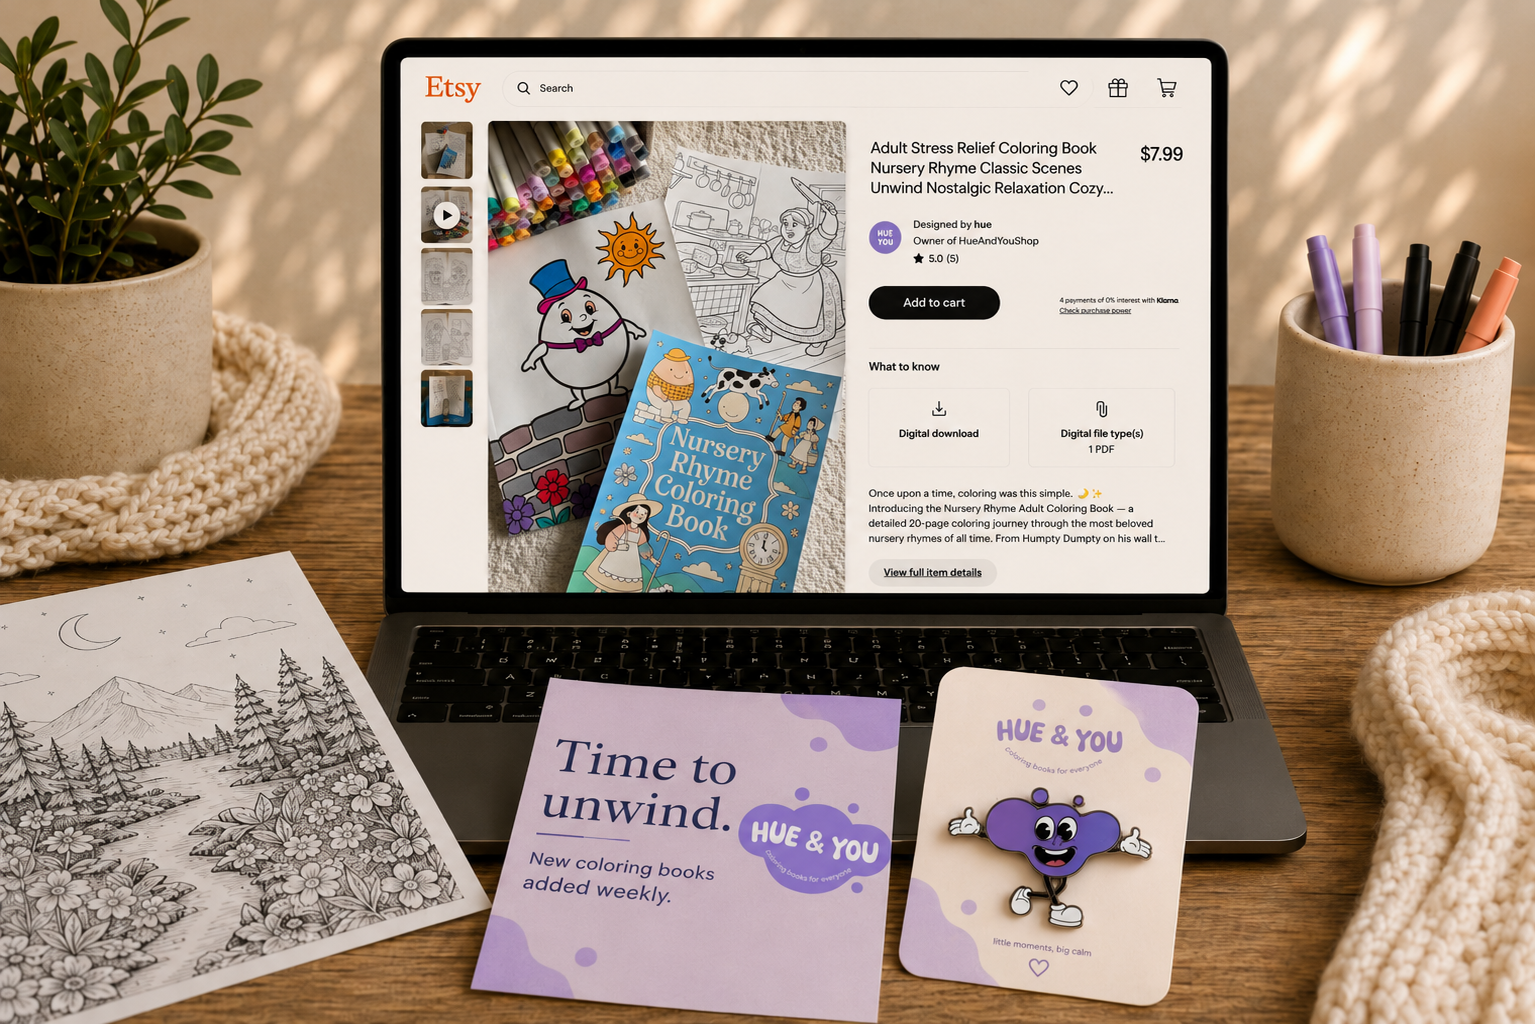 Etsy
Search
Adult Stress Relief Coloring Book
Nursery Rhyme Classic Scenes
Unwind Nostalgic Relaxation Cozy...
$7.99
HUE
YOU
Designed by hue
Owner of HueAndYouShop
5.0 (5)
Add to cart
4 payments of 0% interest with Klarna.
Check purchase power
What to know
Digital download
Digital file type(s)
1 PDF
Once upon a time, coloring was this simple. 🌙✨
Introducing the Nursery Rhyme Adult Coloring Book — a
detailed 20-page coloring journey through the most beloved
nursery rhymes of all time. From Humpty Dumpty on his wall t...
View full item details
Nursery
Rhyme
Coloring
Book
Time to
unwind.
New coloring books
added weekly.
HUE & YOU
Coloring books for everyone
HUE & YOU
Coloring books for everyone
little moments, big calm